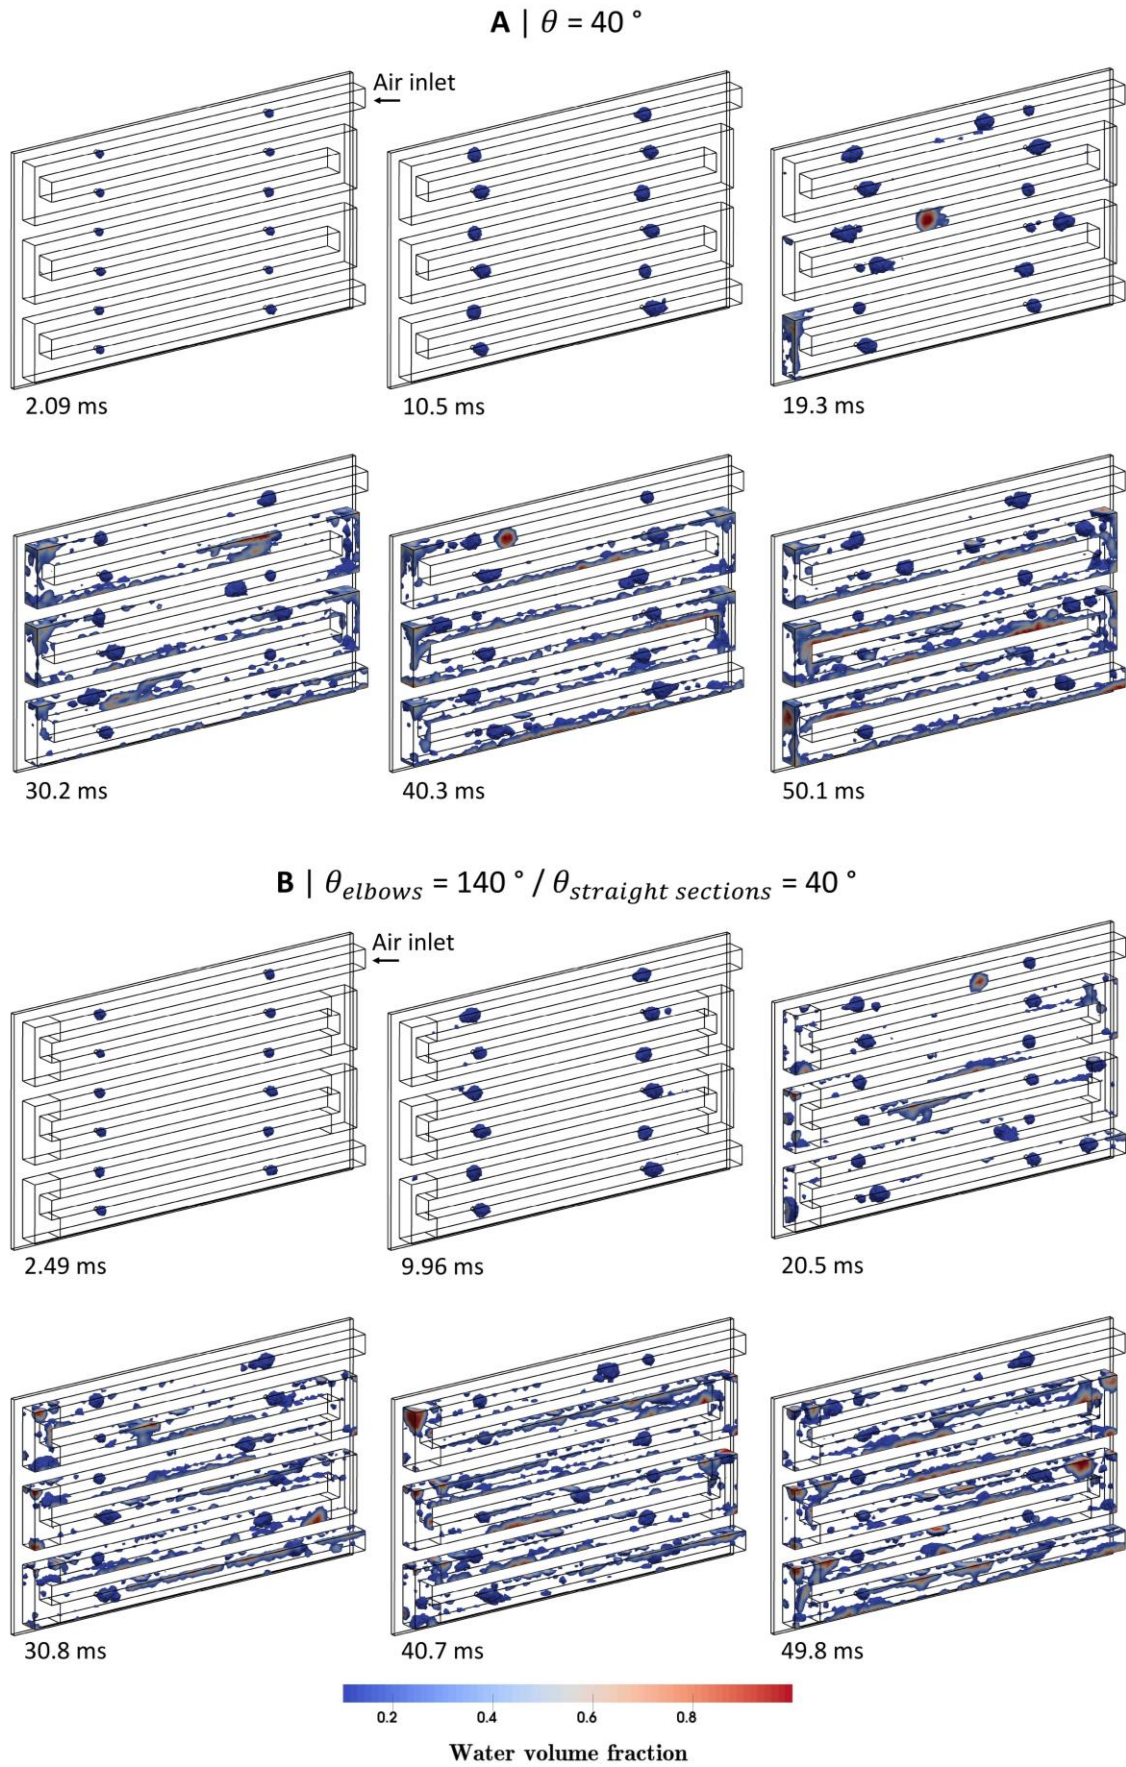 A | θ = 40 °
Air inlet
2.09 ms
10.5 ms
19.3 ms
30.2 ms
40.3 ms
50.1 ms
B | θelbows = 140 ° / θstraight sections = 40 °
Air inlet
2.49 ms
9.96 ms
20.5 ms
30.8 ms
40.7 ms
49.8 ms
0.2 0.4 0.6 0.8
Water volume fraction